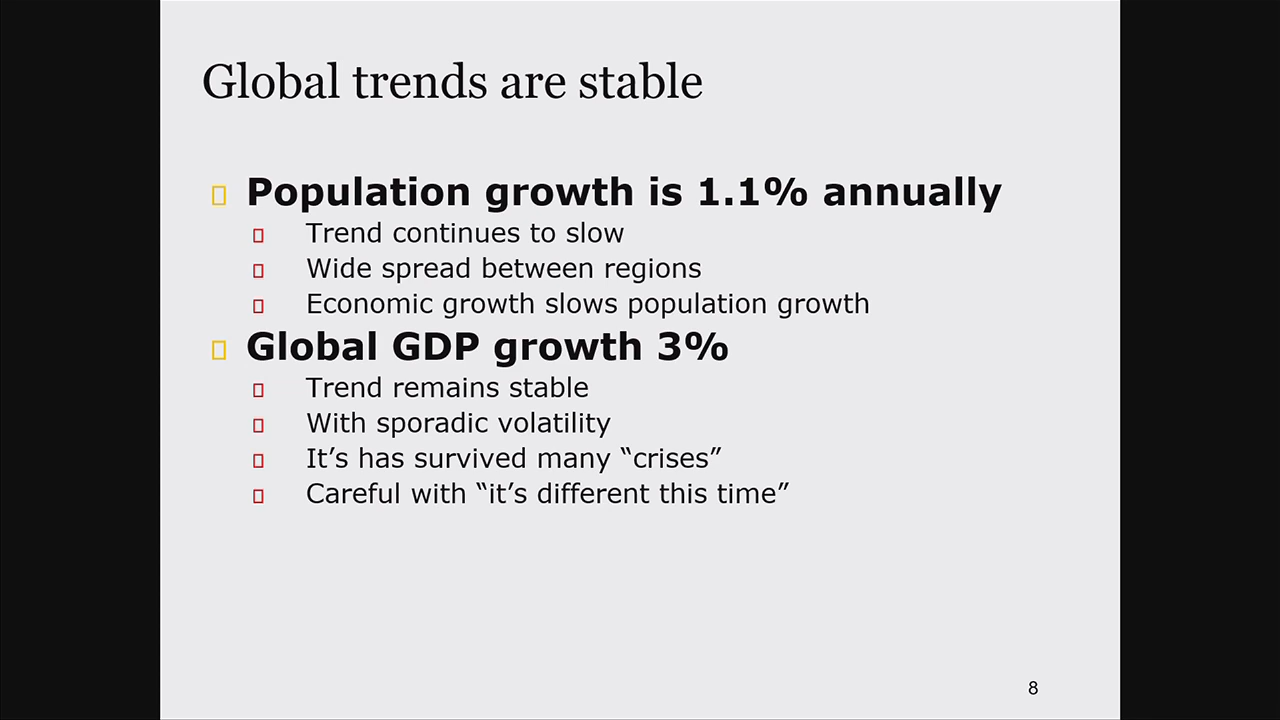 Global trends are stable
Population growth is 1.1% annually
Trend continues to slow
Wide spread between regions
Economic growth slows population growth
Global GDP growth 3%
Trend remains stable
With sporadic volatility
It’s has survived many “crises”
Careful with “it’s different this time”
8